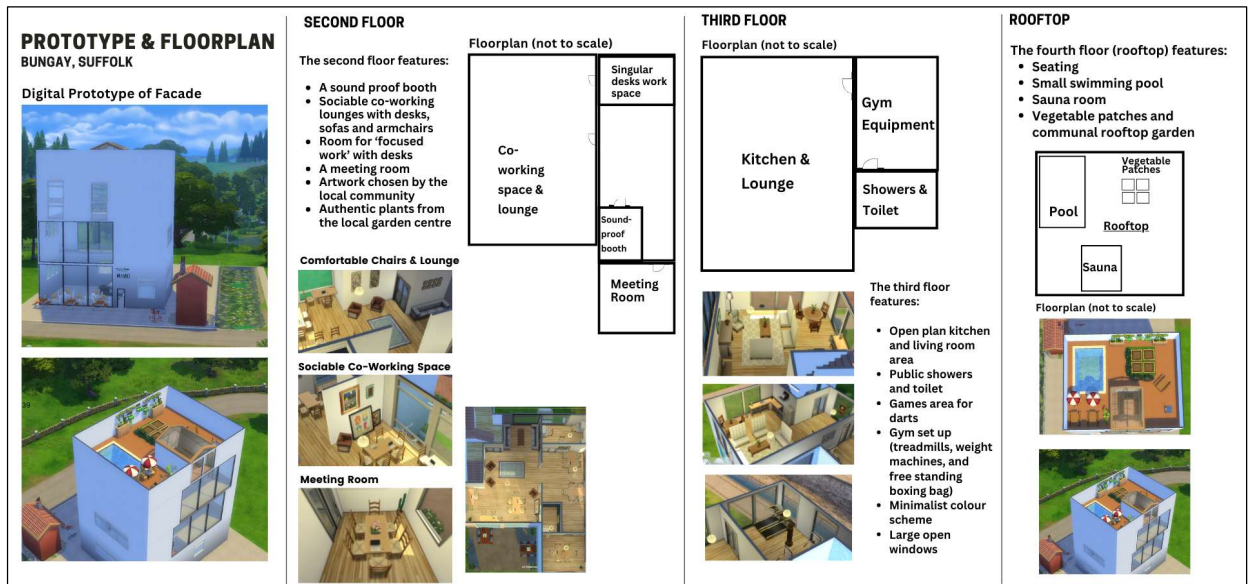 PROTOTYPE & FLOORPLAN
BUNGAY, SUFFOLK
Digital Prototype of Facade
39
SECOND FLOOR
The second floor features:
• A sound proof booth
• Sociable co-working
lounges with desks,
sofas and armchairs
• Room for ‘focused
work’ with desks
• A meeting room
• Artwork chosen by the
local community
• Authentic plants from
the local garden centre
Floorplan (not to scale)
Singular
desks work
space
Co-
working
space &
lounge
Sound-
proof
booth
Meeting
Room
Comfortable Chairs & Lounge
Sociable Co-Working Space
Meeting Room
THIRD FLOOR
Floorplan (not to scale)
Kitchen &
Lounge
Gym
Equipment
Showers &
Toilet
The third floor
features:
• Open plan kitchen
and living room
area
• Public showers
and toilet
• Games area for
darts
• Gym set up
(treadmills, weight
machines, and
free standing
boxing bag)
• Minimalist colour
scheme
• Large open
windows
ROOFTOP
The fourth floor (rooftop) features:
• Seating
• Small swimming pool
• Sauna room
• Vegetable patches and
communal rooftop garden
Vegetable
Patches
Pool
Rooftop
Sauna
Floorplan (not to scale)